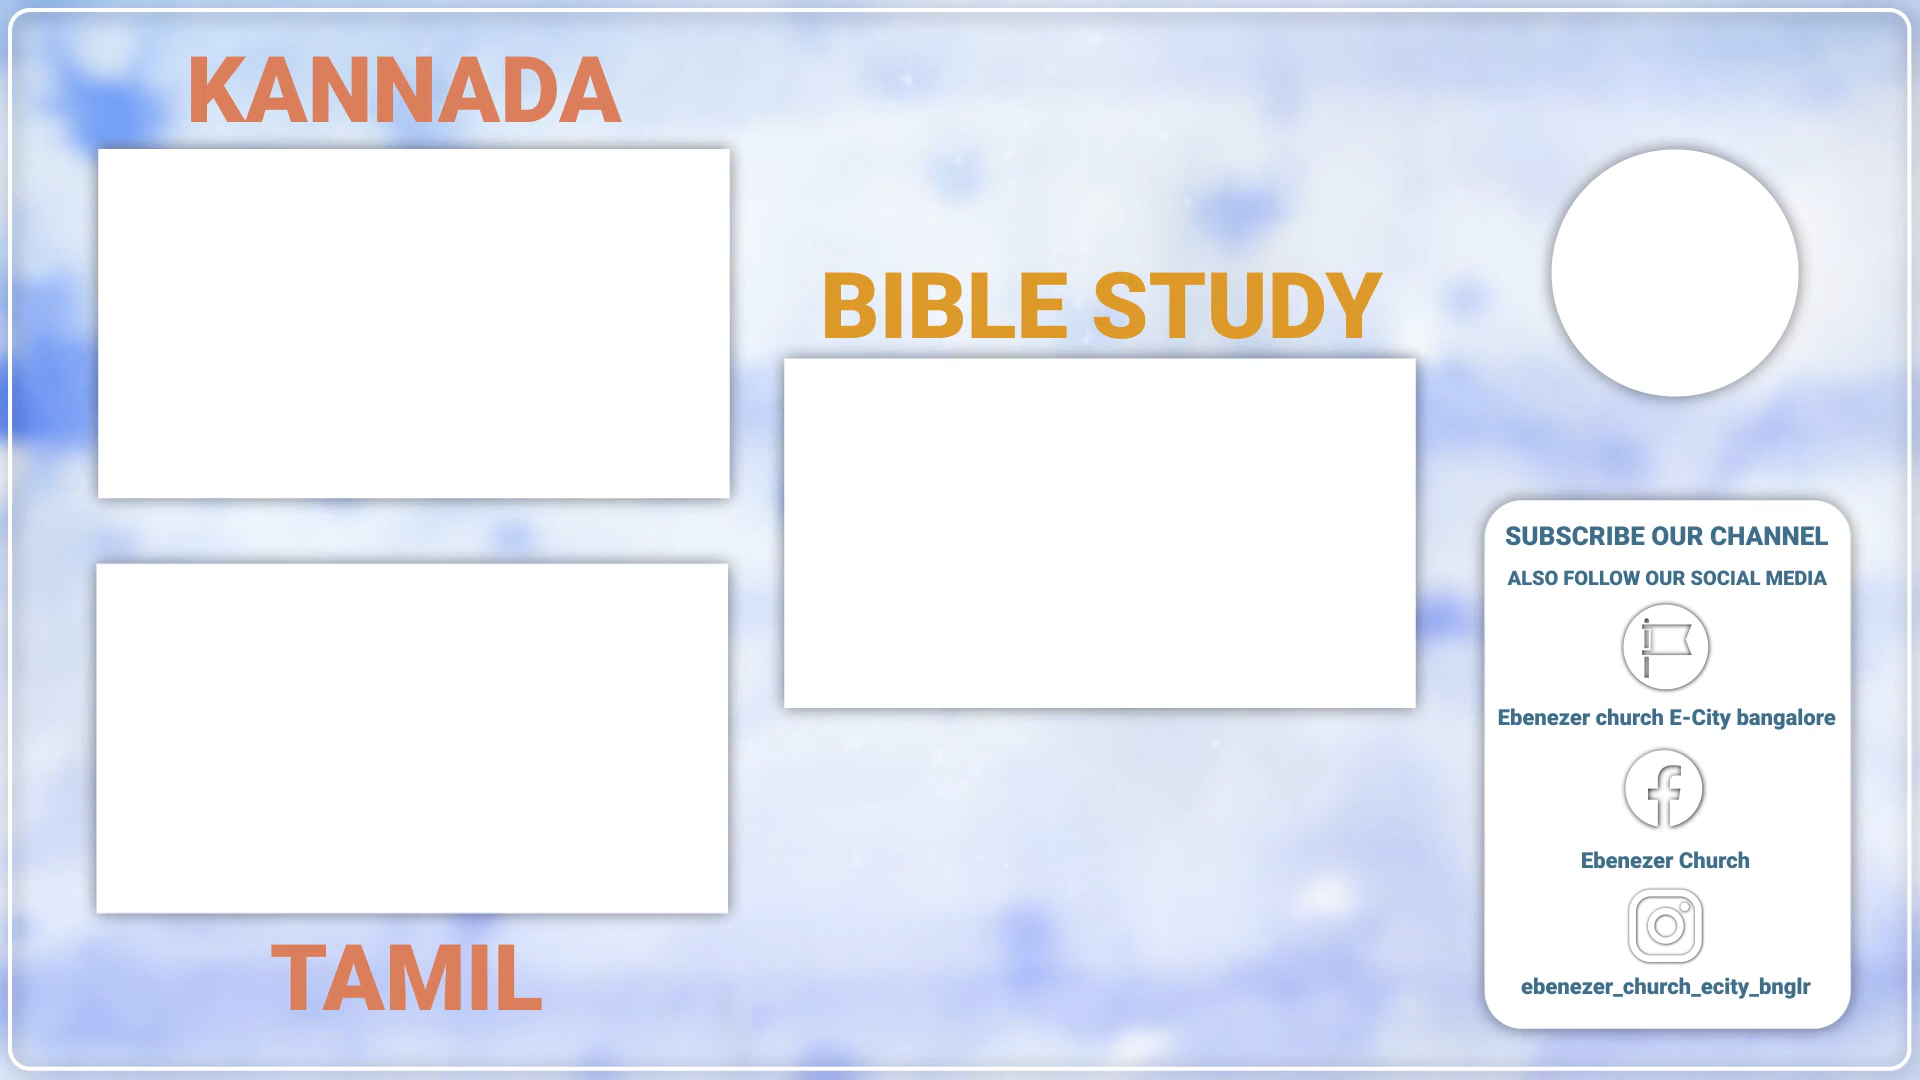 KANNADA
BIBLE STUDY
TAMIL
SUBSCRIBE OUR CHANNEL
ALSO FOLLOW OUR SOCIAL MEDIA
Ebenezer church E-City bangalore
Ebenezer Church
ebenezer_church_ecity_bnglr